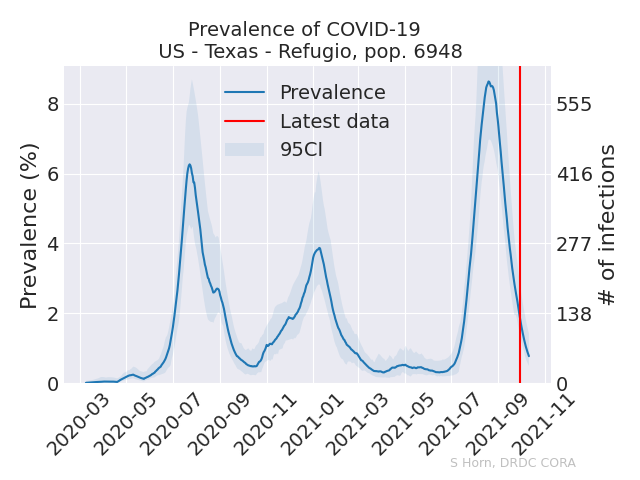 Prevalence of COVID-19
US - Texas - Refugio, pop. 6948
Prevalence
Latest data
95CI
Prevalence (%)
8
6
4
2
0
555
416
277
138
0
# of infections
2020-03
2020-05
2020-07
2020-09
2020-11
2021-01
2021-03
2021-05
2021-07
2021-09
2021-11
S Horn, DRDC CORA